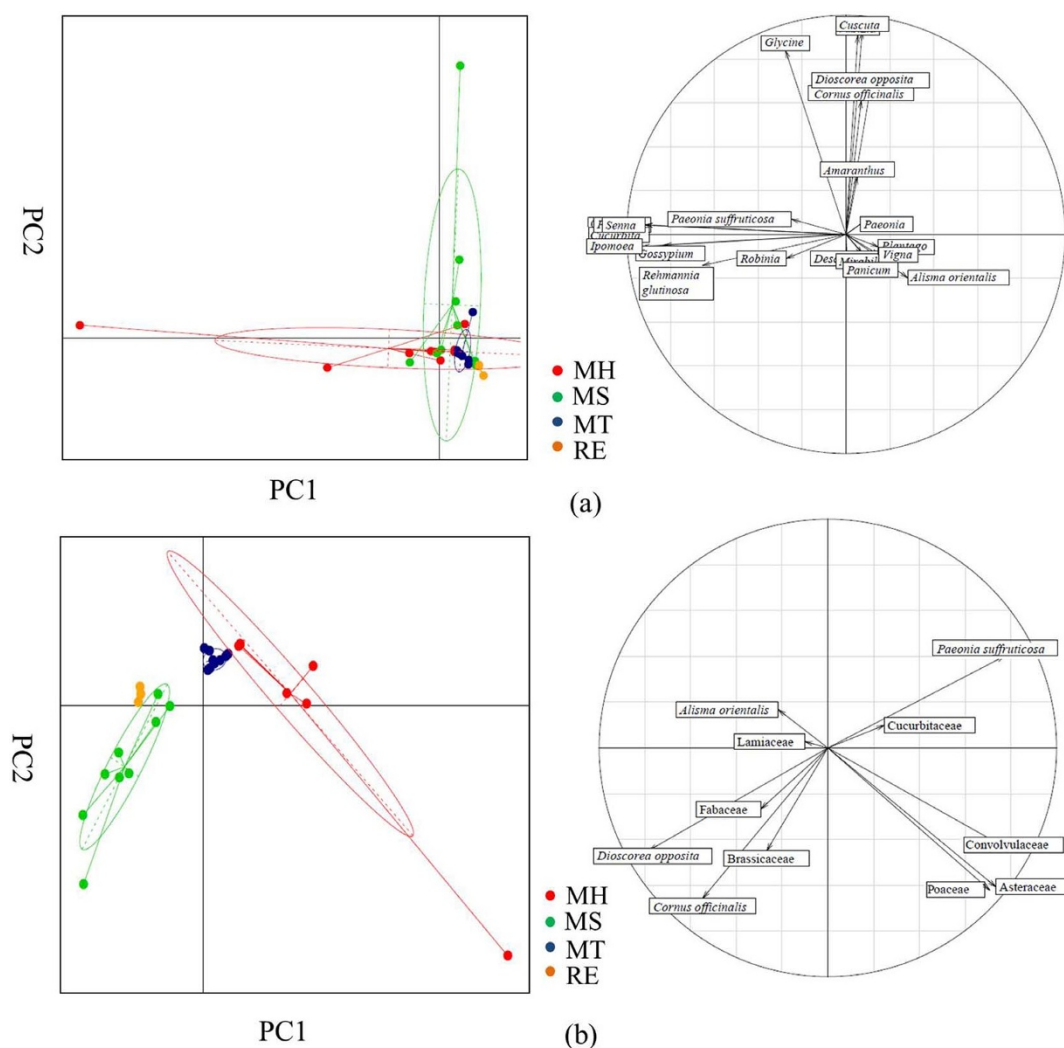 PC2
PC1
MH
MS
MT
RE
Cuscuta
Glycine
Dioscorea opposita
Cornus officinalis
Amaranthus
Paeonia suffruticosa
Paeonia
Senna
Cucurbita
Ipomoea
Gossypium
Robinia
Plantago
Vigna
Panicum
Alisma orientalis
Rehmannia
glutinosa
(a)
PC2
PC1
MH
MS
MT
RE
Paeonia suffruticosa
Alisma orientalis
Cucurbitaceae
Lamiaceae
Fabaceae
Convolvulaceae
Dioscorea opposita
Brassicaceae
Poaceae
Asteraceae
Cornus officinalis
(b)